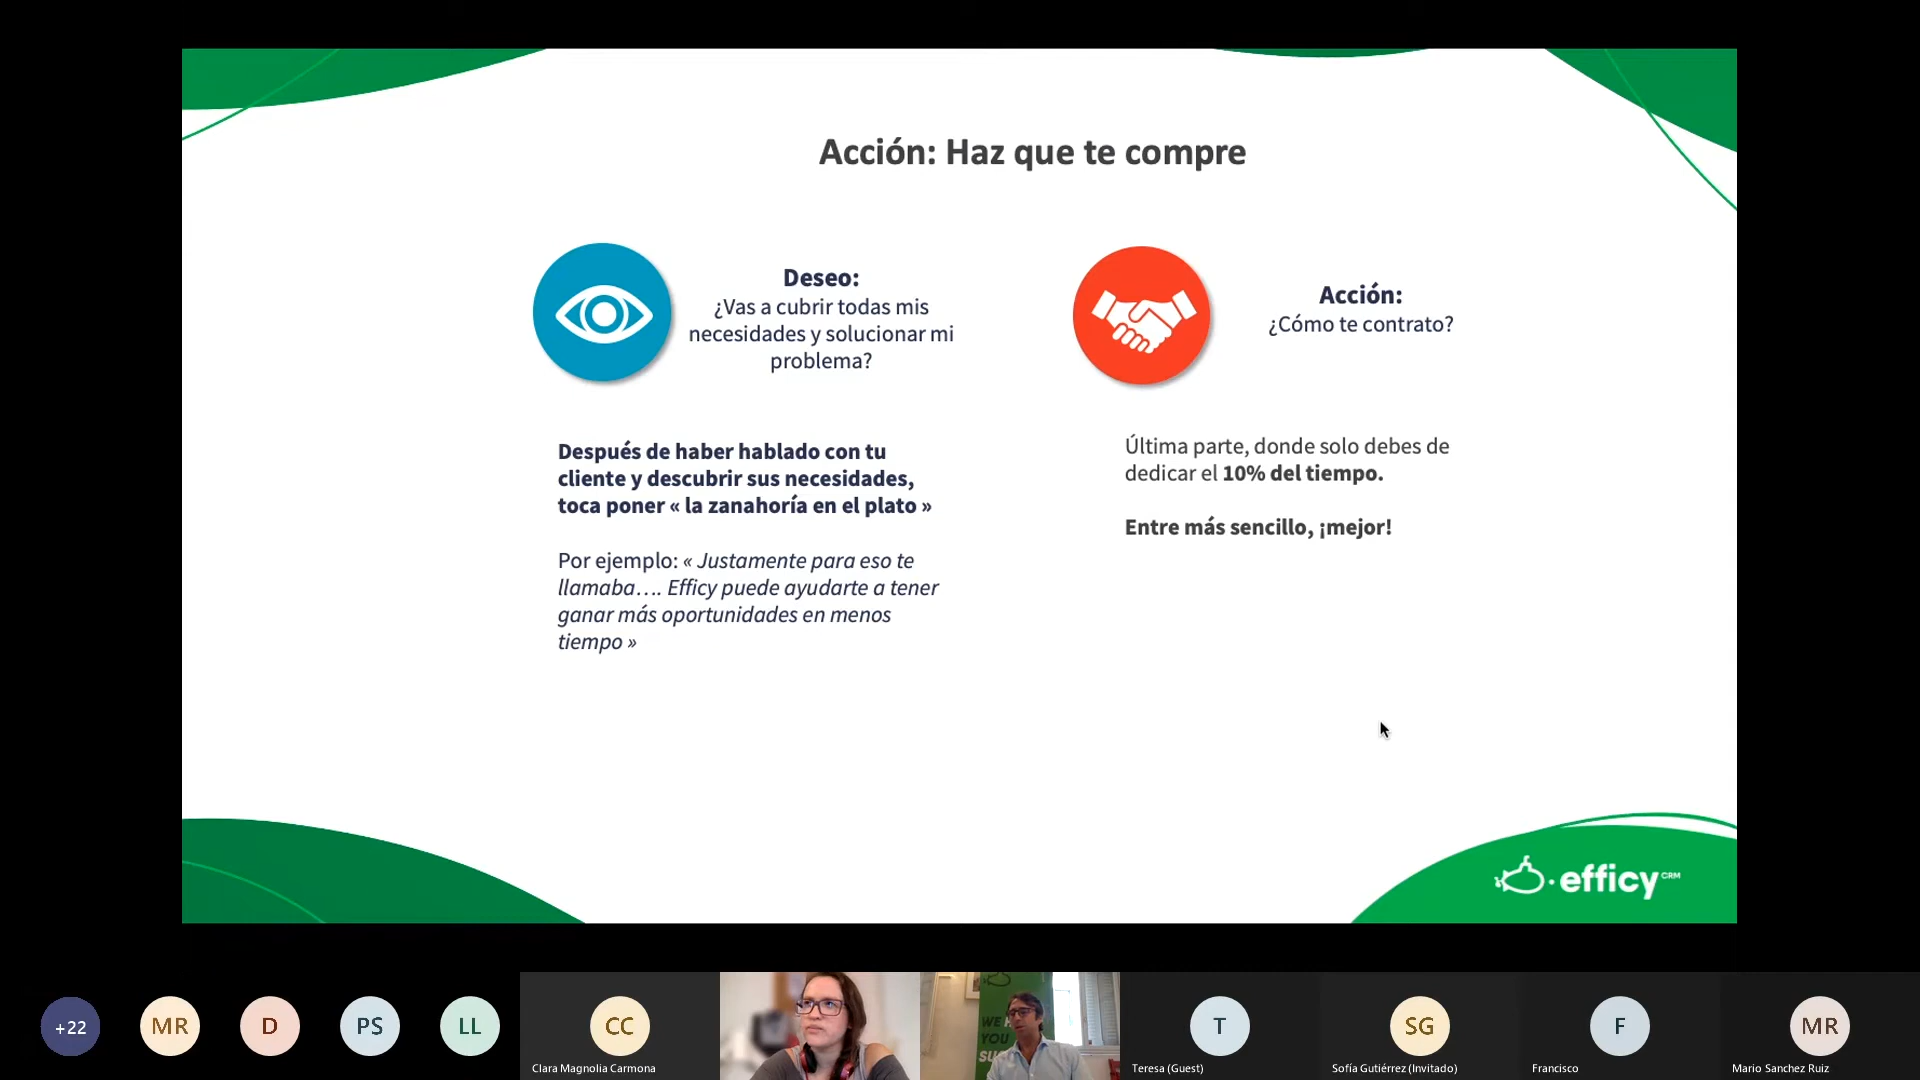 Acción: Haz que te compre
Deseo:
¿Vas a cubrir todas mis
necesidades y solucionar mi
problema?
Acción:
¿Cómo te contrato?
Después de haber hablado con tu
cliente y descubrir sus necesidades,
toca poner « la zanahoría en el plato »
Por ejemplo: « Justamente para eso te
llamaba…. Efficy puede ayudarte a tener
ganar más oportunidades en menos
tiempo »
Última parte, donde solo debes de
dedicar el 10% del tiempo.
Entre más sencillo, ¡mejor!
efficy CRM
+22
MR
D
PS
LL
CC
Clara Magnolia Carmona
WE
YOU
T
Teresa (Guest)
SG
Sofía Gutiérrez (Invitado)
F
Francisco
MR
Mario Sanchez Ruiz